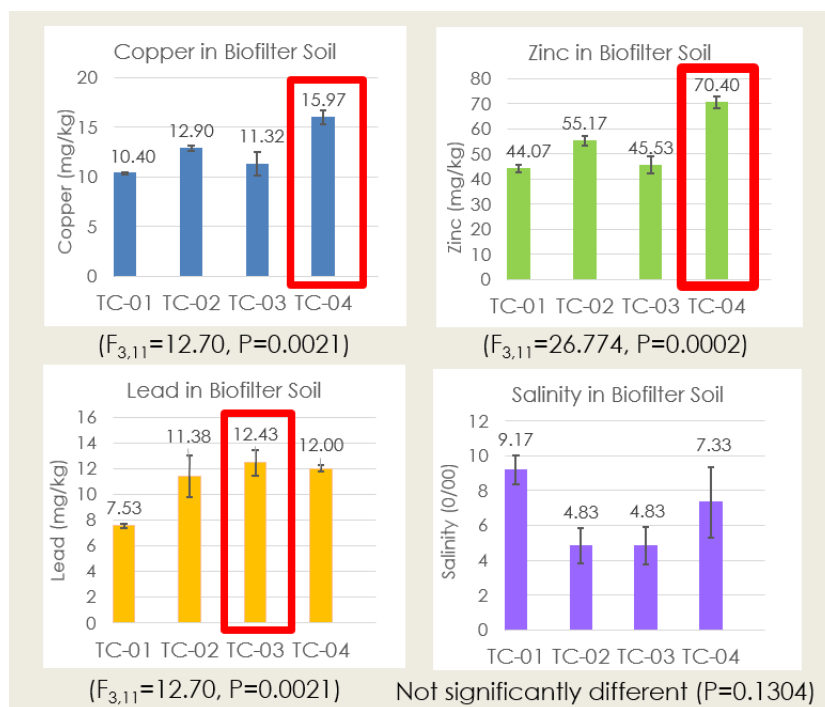 Copper in Biofilter Soil
Copper (mg/kg)
20
15
10
5
0
10.40
12.90
11.32
15.97
TC-01 TC-02 TC-03 TC-04
(F3,11=12.70, P=0.0021)
Zinc in Biofilter Soil
Zinc (mg/kg)
80
70
60
50
40
30
20
10
0
44.07
55.17
45.53
70.40
TC-01 TC-02 TC-03 TC-04
(F3,11=26.774, P=0.0002)
Lead in Biofilter Soil
Lead (mg/kg)
16
14
12
10
8
6
4
2
0
7.53
11.38
12.43
12.00
TC-01 TC-02 TC-03 TC-04
(F3,11=12.70, P=0.0021)
Salinity in Biofilter Soil
Salinity (0/00)
12
10
8
6
4
2
0
9.17
4.83
4.83
7.33
TC-01 TC-02 TC-03 TC-04
Not significantly different (P=0.1304)